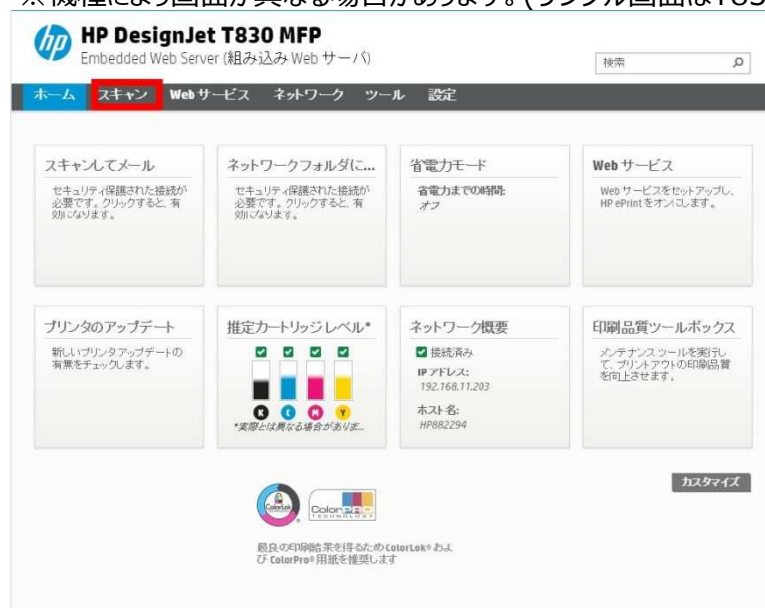 ※機種により画面が異なる場合があります。(サンプル画面はT830
hp
HP DesignJet T830 MFP
Embedded Web Server (組み込み Web サーバ)
検索
ホーム スキャン Web サービス ネットワーク ツール 設定
スキャンしてメール
セキュリティ保護された接続が
必要です。クリックすると、有
効になります。
ネットワークフォルダに...
セキュリティ保護された接続が
必要です。クリックすると、有
効になります。
省電力モード
省電力までの時間:
オフ
Web サービス
Web サービスをセットアップし、
HP ePrint をオンにします。
プリンタのアップデート
新しいプリンタアップデートの
有無をチェックします。
推定カートリッジ レベル*
K C M Y
*実際とは異なる場合がありま...
ネットワーク概要
接続済み
IP アドレス:
192.168.11.203
ホスト名:
HP882294
印刷品質ツールボックス
メンテナンス ツールを実行し
て、プリントアウトの印刷品質
を向上させます。
カスタマイズ
ColorLok
ColorPRO
TECHNOLOGY
最良の印刷結果を得るため ColorLok® およ
び ColorPro® 用紙を推奨します